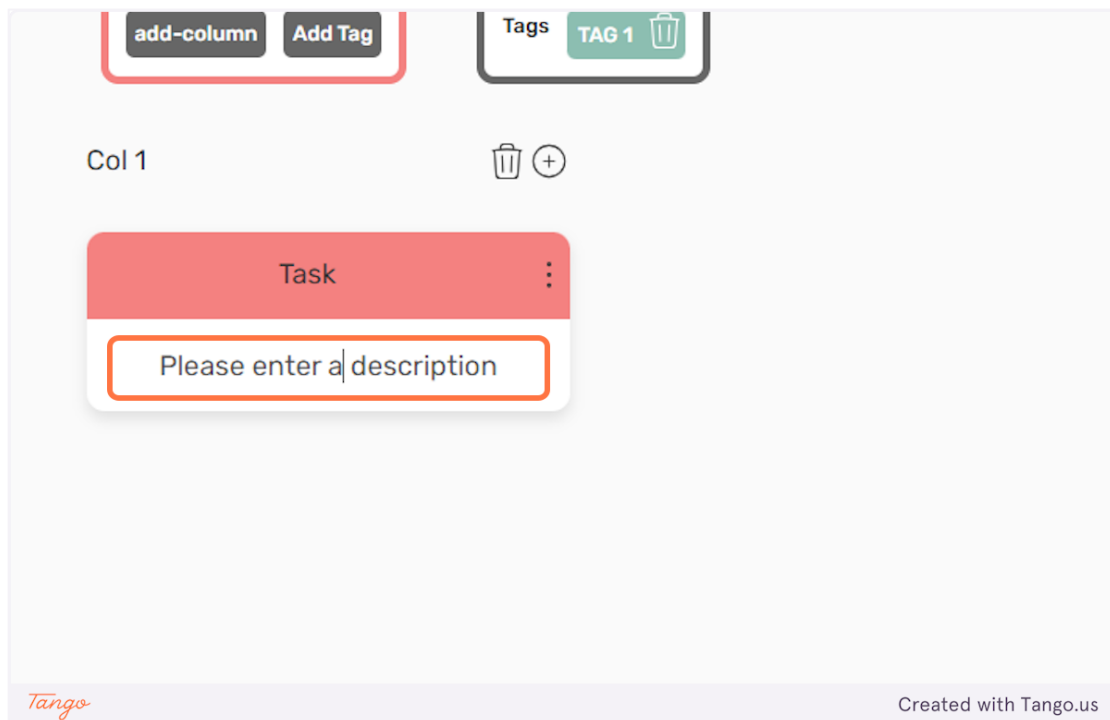 add-column Add Tag Tags TAG 1
Col 1
Task
Please enter a description
Tango Created with Tango.us